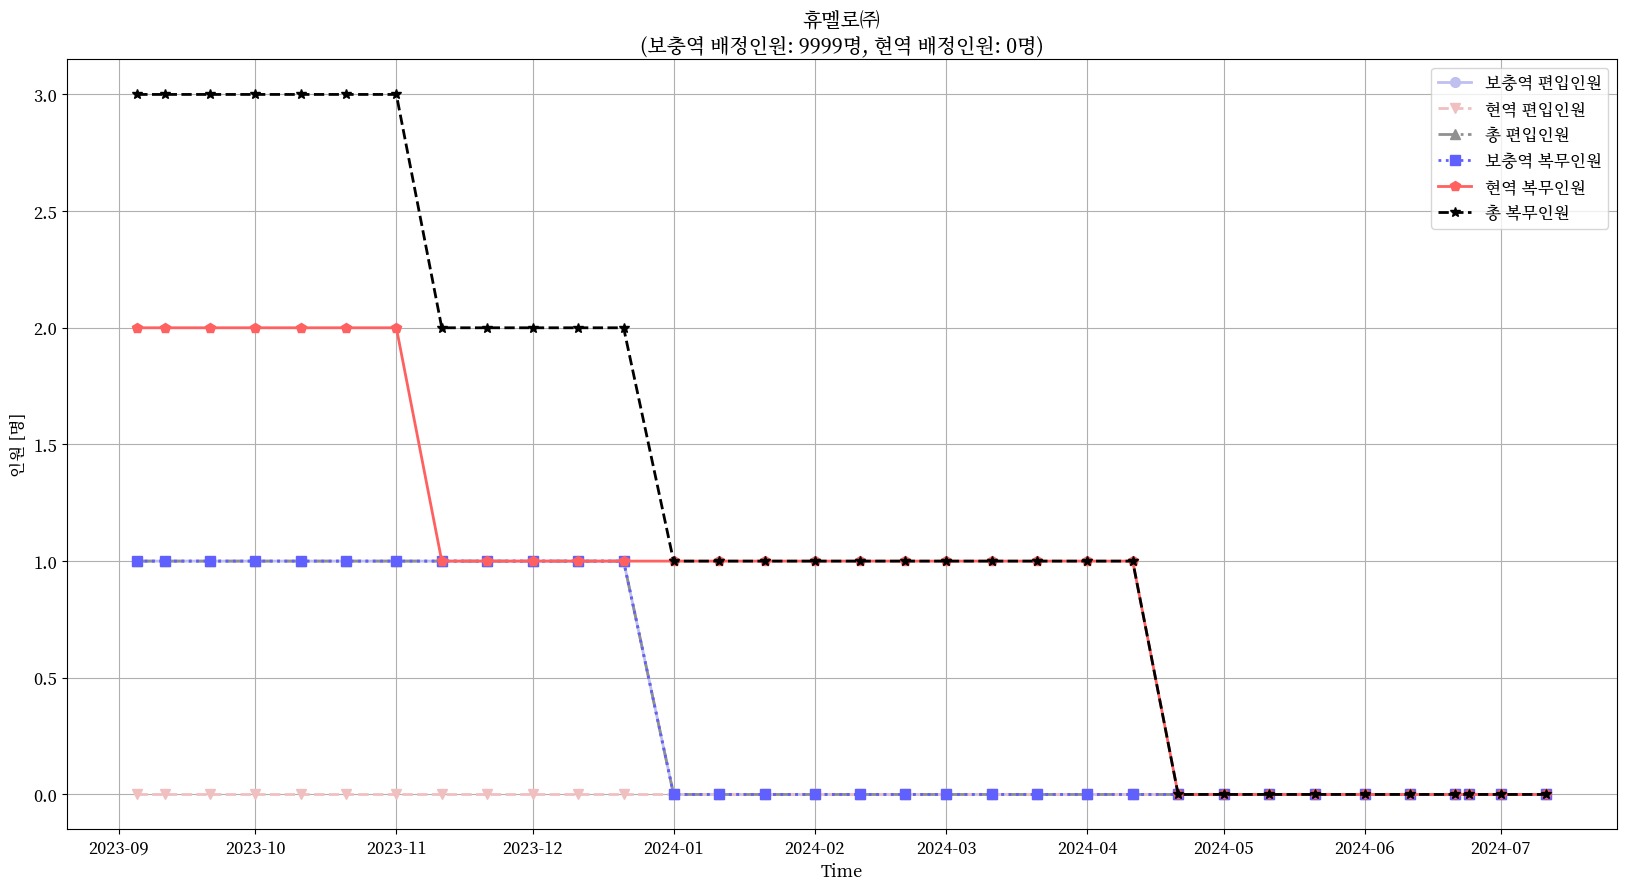 휴멜로㈜
(보충역 배정인원: 9999명, 현역 배정인원: 0명)
보충역 편입인원
현역 편입인원
총 편입인원
보충역 복무인원
현역 복무인원
총 복무인원
인원 [명]
3.0
2.5
2.0
1.5
1.0
0.5
0.0
2023-09 2023-10 2023-11 2023-12 2024-01 2024-02 2024-03 2024-04 2024-05 2024-06 2024-07
Time